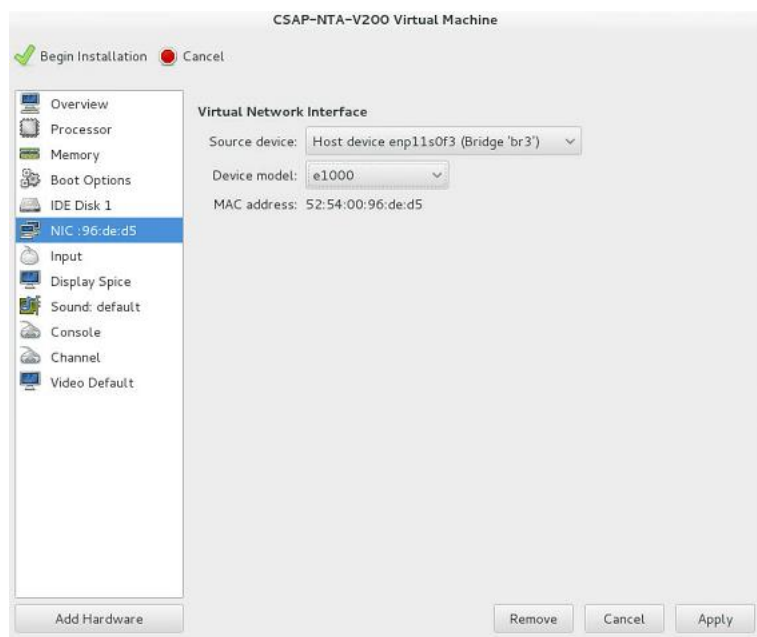 CSAP-NTA-V200 Virtual Machine
Begin Installation Cancel
Overview
Processor
Memory
Boot Options
IDE Disk 1
NIC :96:de:d5
Input
Display Spice
Sound: default
Console
Channel
Video Default
Add Hardware
Virtual Network Interface
Source device: Host device enp11s0f3 (Bridge 'br3')
Device model: e1000
MAC address: 52:54:00:96:de:d5
Remove Cancel Apply